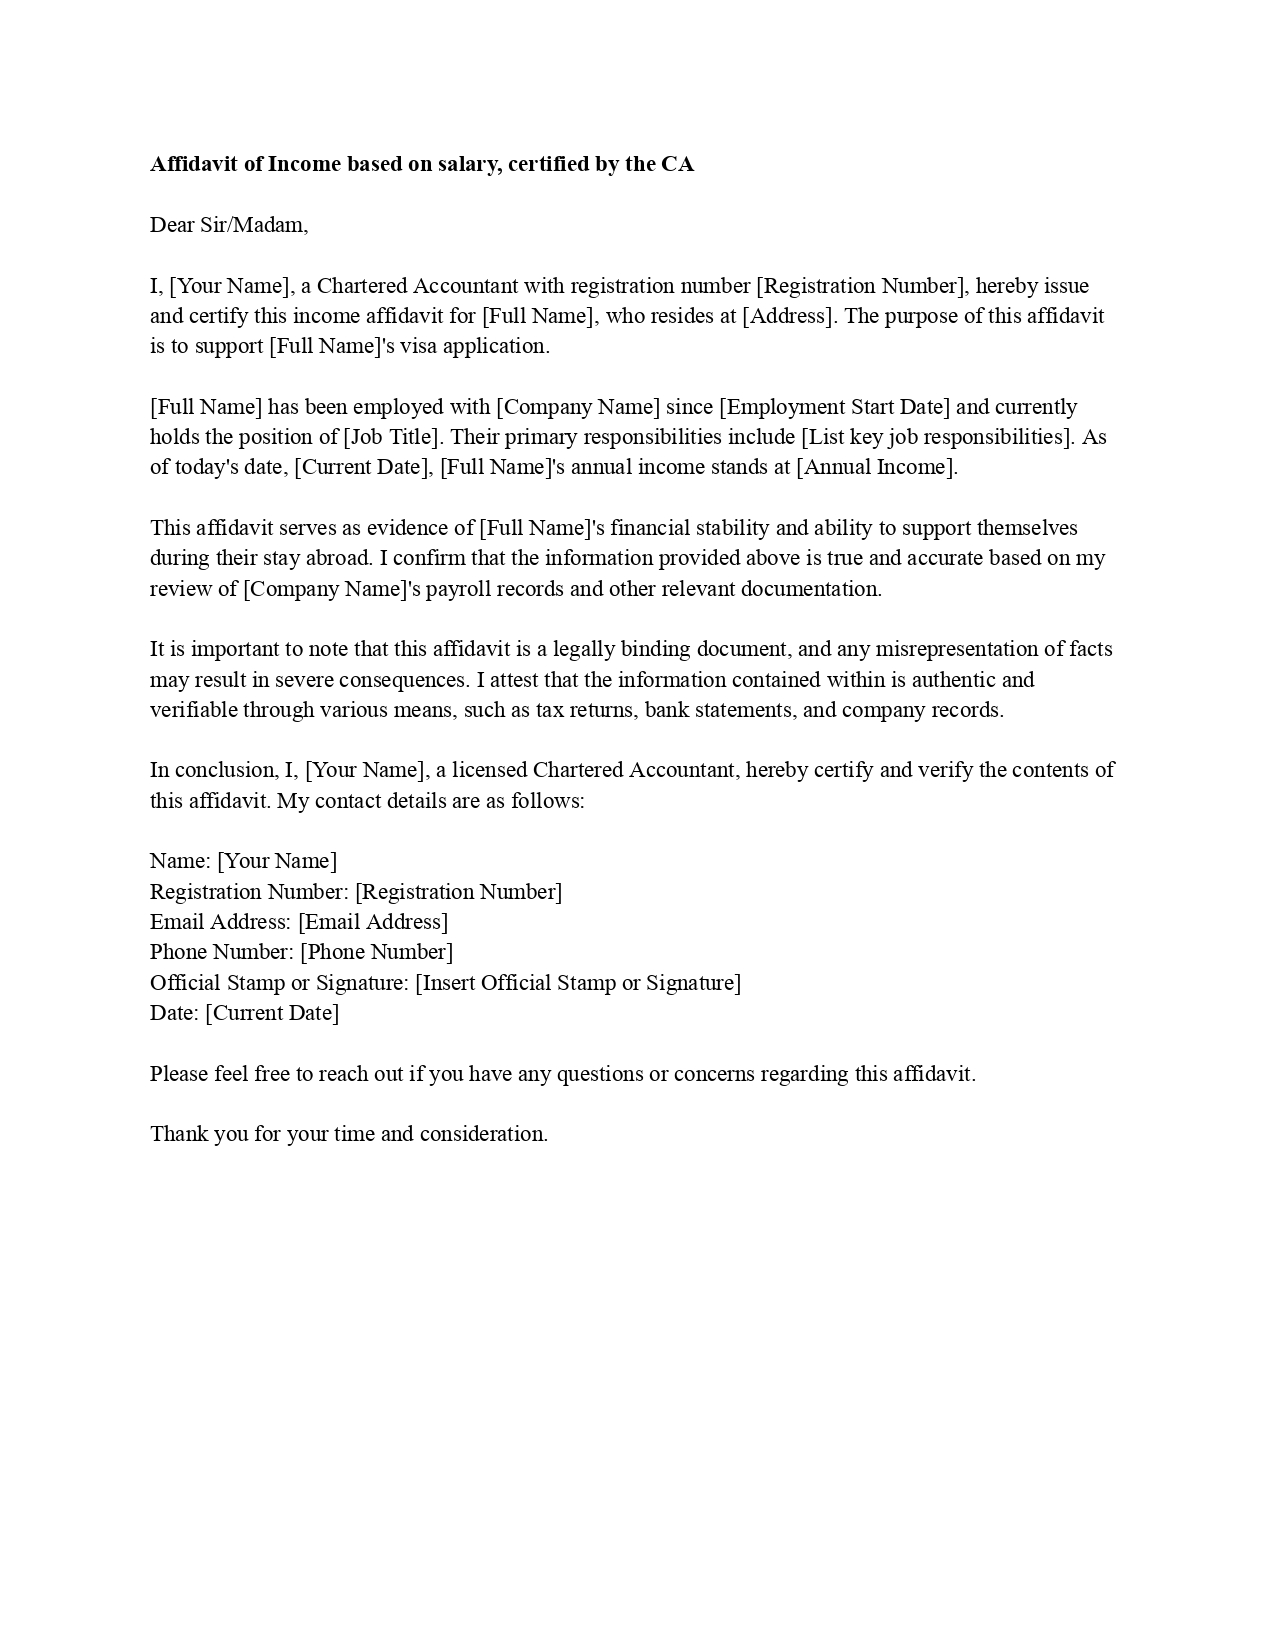 Affidavit of Income based on salary, certified by the CA
Dear Sir/Madam,
I, [Your Name], a Chartered Accountant with registration number [Registration Number], hereby issue
and certify this income affidavit for [Full Name], who resides at [Address]. The purpose of this affidavit
is to support [Full Name]'s visa application.
[Full Name] has been employed with [Company Name] since [Employment Start Date] and currently
holds the position of [Job Title]. Their primary responsibilities include [List key job responsibilities]. As
of today's date, [Current Date], [Full Name]'s annual income stands at [Annual Income].
This affidavit serves as evidence of [Full Name]'s financial stability and ability to support themselves
during their stay abroad. I confirm that the information provided above is true and accurate based on my
review of [Company Name]'s payroll records and other relevant documentation.
It is important to note that this affidavit is a legally binding document, and any misrepresentation of facts
may result in severe consequences. I attest that the information contained within is authentic and
verifiable through various means, such as tax returns, bank statements, and company records.
In conclusion, I, [Your Name], a licensed Chartered Accountant, hereby certify and verify the contents of
this affidavit. My contact details are as follows:
Name: [Your Name]
Registration Number: [Registration Number]
Email Address: [Email Address]
Phone Number: [Phone Number]
Official Stamp or Signature: [Insert Official Stamp or Signature]
Date: [Current Date]
Please feel free to reach out if you have any questions or concerns regarding this affidavit.
Thank you for your time and consideration.